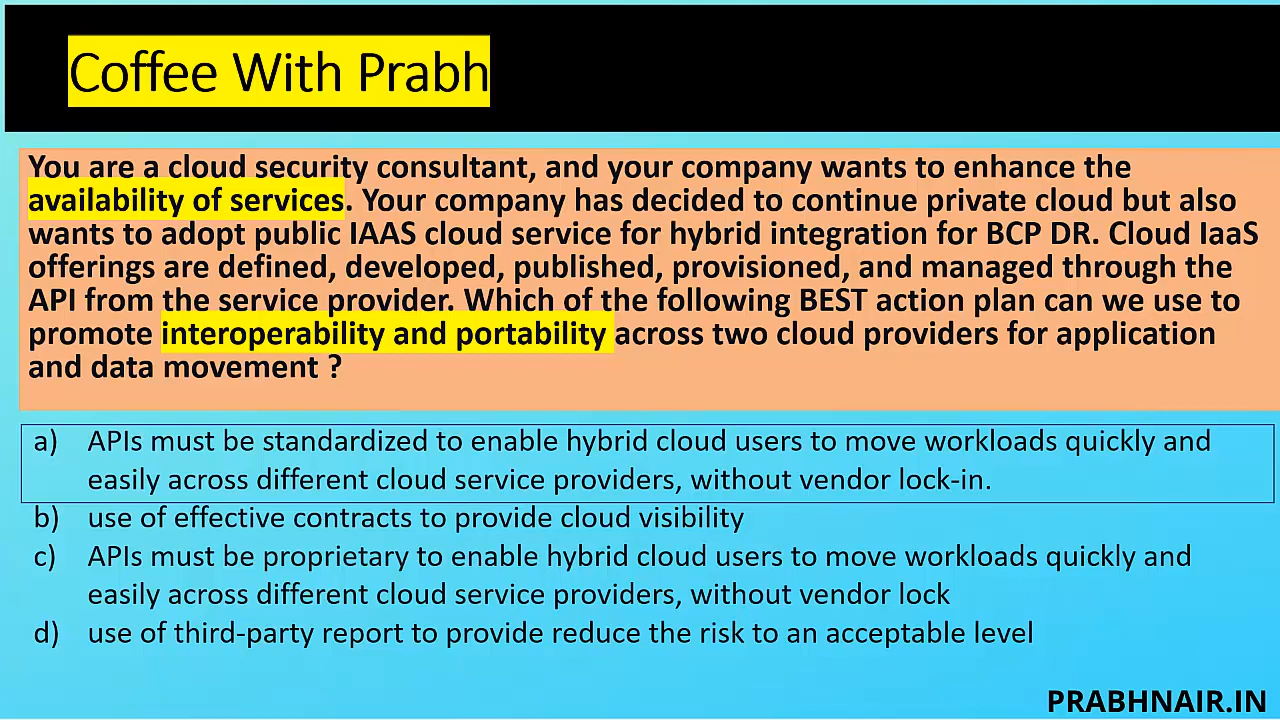 Coffee With Prabh
You are a cloud security consultant, and your company wants to enhance the
availability of services. Your company has decided to continue private cloud but also
wants to adopt public IAAS cloud service for hybrid integration for BCP DR. Cloud IaaS
offerings are defined, developed, published, provisioned, and managed through the
API from the service provider. Which of the following BEST action plan can we use to
promote interoperability and portability across two cloud providers for application
and data movement ?
a) APIs must be standardized to enable hybrid cloud users to move workloads quickly and
easily across different cloud service providers, without vendor lock-in.
b) use of effective contracts to provide cloud visibility
c) APIs must be proprietary to enable hybrid cloud users to move workloads quickly and
easily across different cloud service providers, without vendor lock
d) use of third-party report to provide reduce the risk to an acceptable level
PRABHNAIR.IN